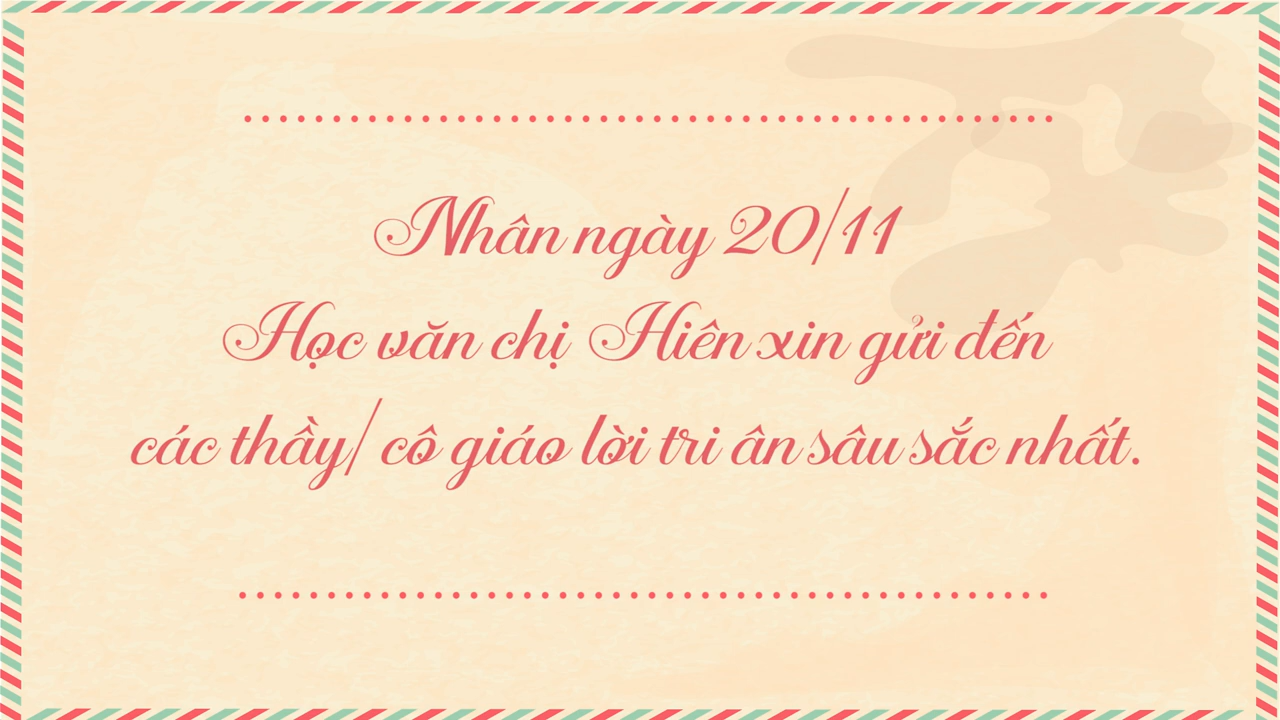 Nhân ngày 20/11
Học văn chị Hiên xin gửi đến
các thầy/ cô giáo lời tri ân sâu sắc nhất.